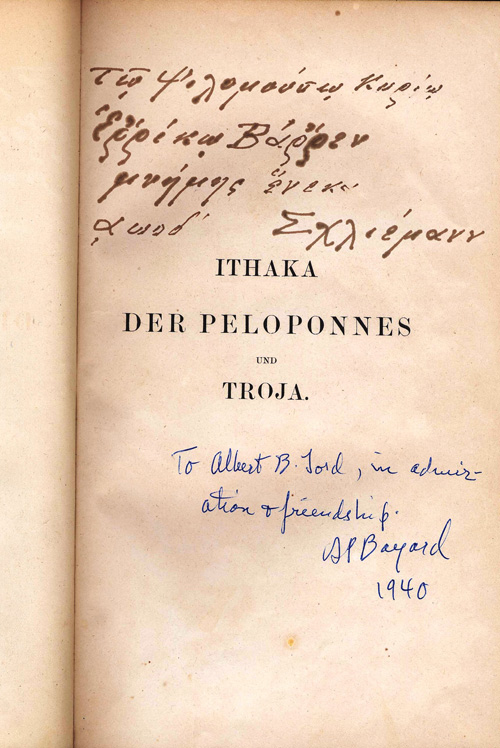 τῷ Φιλομούσῳ Κυρίῳ
Ἐρρίκῳ Βάρρεν
μνήμης ἕνεκα
Σχλιέμανν
ITHAKA
DER PELOPONNES
UND
TROJA.
To Albert B. Lord, in admir-
ation & friendship.
Bayard
1940